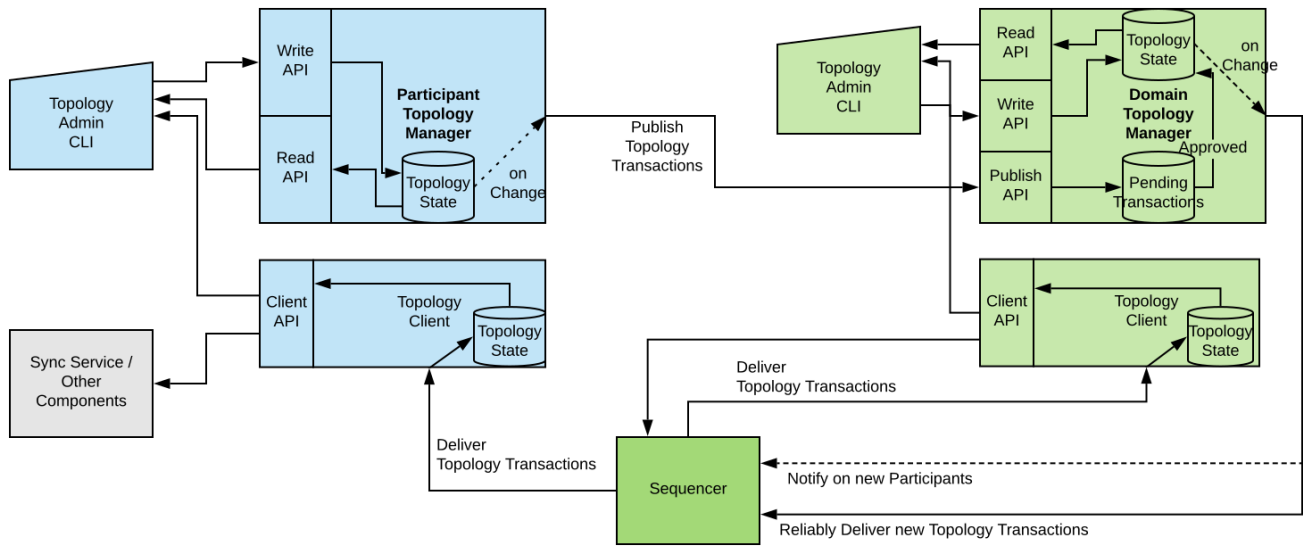 Topology
Admin
CLI
Write
API
Read
API
Participant
Topology
Manager
Topology
State
on
Change
Publish
Topology
Transactions
Topology
Admin
CLI
Read
API
Write
API
Publish
API
Topology
State
on
Change
Domain
Topology
Manager
Approved
Pending
Transactions
Client
API
Topology
Client
Topology
State
Sync Service /
Other
Components
Client
API
Topology
Client
Topology
State
Deliver
Topology Transactions
Deliver
Topology Transactions
Sequencer
Notify on new Participants
Reliably Deliver new Topology Transactions